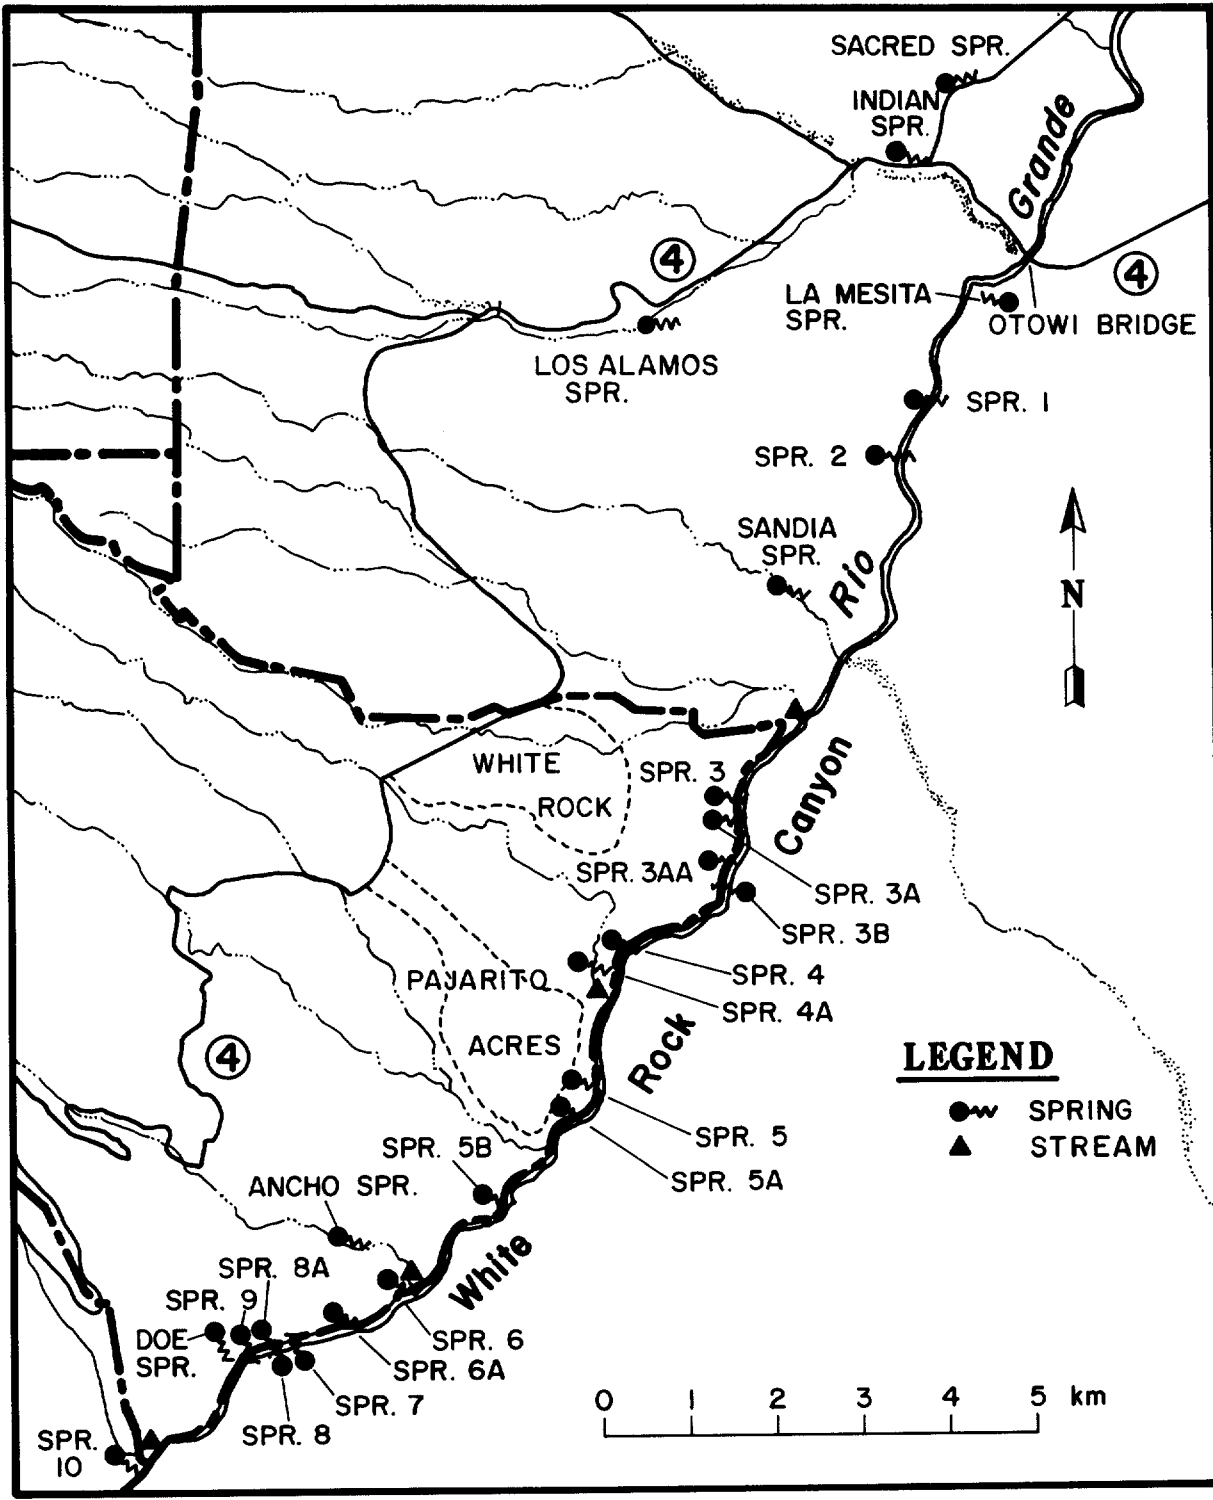 SACRED SPR.
INDIAN
SPR.
Grande
4
4
LA MESITA
SPR.
OTOWI BRIDGE
LOS ALAMOS
SPR.
SPR. 1
SPR. 2
SANDIA
SPR.
Rio
N
WHITE
ROCK
SPR. 3
Canyon
SPR. 3AA
SPR. 3A
SPR. 3B
SPR. 4
PAJARITO
SPR. 4A
ACRES
Rock
4
LEGEND
SPRING
STREAM
SPR. 5
SPR. 5B
SPR. 5A
ANCHO SPR.
White
SPR. 8A
SPR. 9
DOE
SPR.
SPR. 6
SPR. 6A
SPR. 7
SPR. 8
SPR.
10
0 1 2 3 4 5 km